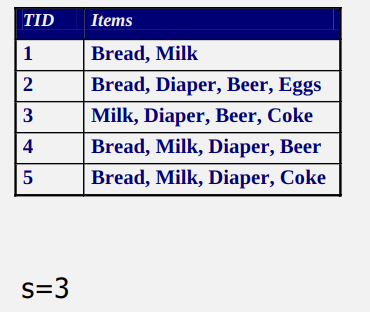 TID Items
1 Bread, Milk
2 Bread, Diaper, Beer, Eggs
3 Milk, Diaper, Beer, Coke
4 Bread, Milk, Diaper, Beer
5 Bread, Milk, Diaper, Coke
s=3